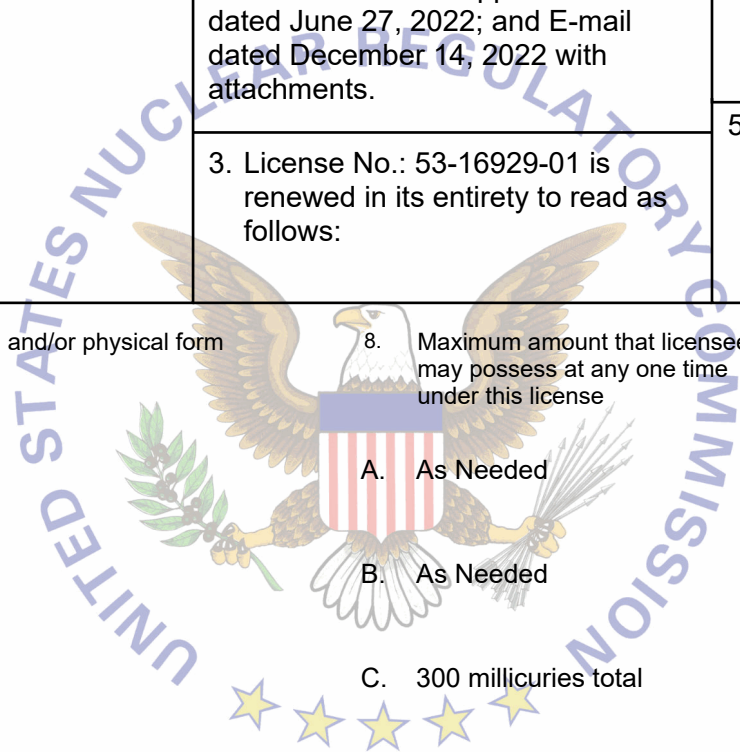 dated June 27, 2022; and E-mail
dated December 14, 2022 with
attachments.
5
3. License No.: 53-16929-01 is
renewed in its entirety to read as
follows:
and/or physical form
8. Maximum amount that licensee
may possess at any one time
under this license
A. As Needed
B. As Needed
C. 300 millicuries total
UNITED STATES NUCLEAR REGULATORY COMMISSION